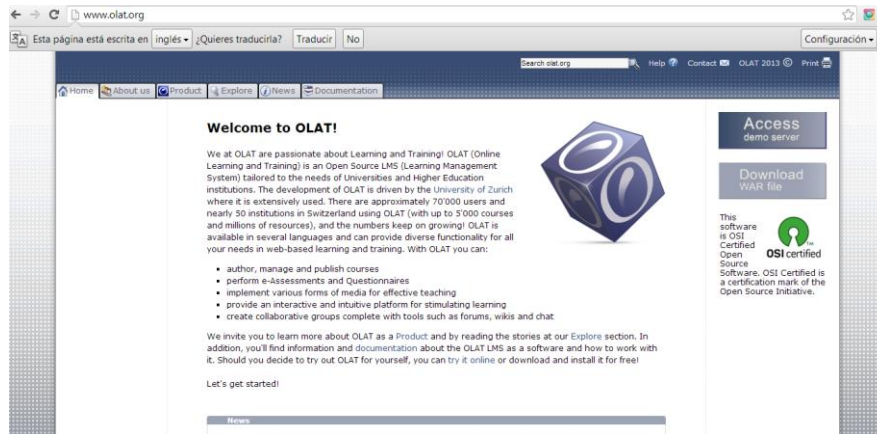 www.olat.org
Esta página está escrita en inglés ¿Quieres traducirla? Traducir No Configuración
Search olat.org Help Contact OLAT 2013 © Print
Home About us Product Explore News Documentation
Welcome to OLAT!
We at OLAT are passionate about Learning and Training! OLAT (Online
Learning and Training) is an Open Source LMS (Learning Management
System) tailored to the needs of Universities and Higher Education
institutions. The development of OLAT is driven by the University of Zurich
where it is extensively used. There are approximately 70'000 users and
nearly 50 institutions in Switzerland using OLAT (with up to 5'000 courses
and millions of resources), and the numbers keep on growing! OLAT is
available in several languages and can provide diverse functionality for all
your needs in web-based learning and training. With OLAT you can:
author, manage and publish courses
perform e-Assessments and Questionnaires
implement various forms of media for effective teaching
provide an interactive and intuitive platform for stimulating learning
create collaborative groups complete with tools such as forums, wikis and chat
We invite you to learn more about OLAT as a Product and by reading the stories at our Explore section. In
addition, you'll find information and documentation about the OLAT LMS as a software and how to work with
it. Should you decide to try out OLAT for yourself, you can try it online or download and install it for free!
Let's get started!
News
Access
demo server
Download
WAR file
This
software
is OSI
Certified
Open
Source
Software. OSI Certified is
a certification mark of the
Open Source Initiative.
TM
OSI certified